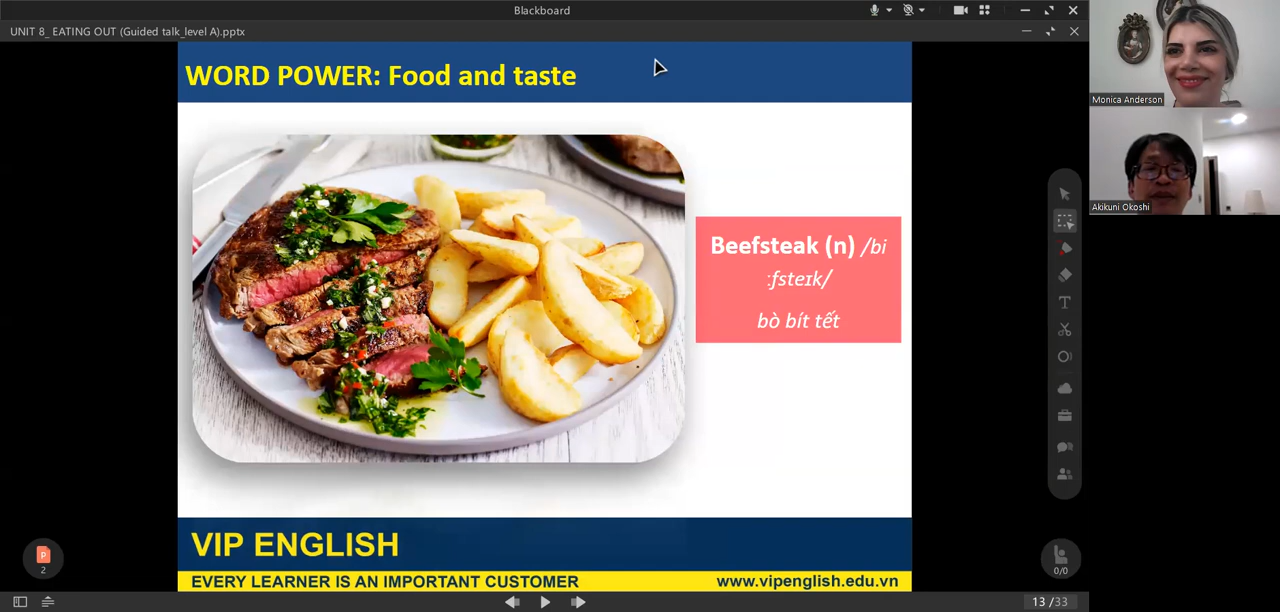 Blackboard
UNIT 8_ EATING OUT (Guided talk_level A).pptx
WORD POWER: Food and taste
Beefsteak (n) /bi
:fsteɪk/
bò bít tết
VIP ENGLISH
EVERY LEARNER IS AN IMPORTANT CUSTOMER
www.vipenglish.edu.vn
Monica Anderson
Akikuni Okoshi
P
2
T
0/0
13 /33